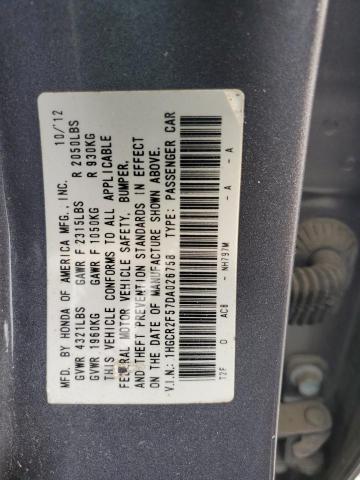 MFD. BY HONDA OF AMERICA MFG., INC. 10/12
GVWR 4321LBS GAWR F 2315LBS R 2050LBS
GVWR 1960KG GAWR F 1050KG R 930KG
THIS VEHICLE CONFORMS TO ALL APPLICABLE
FEDERAL MOTOR VEHICLE SAFETY, BUMPER,
AND THEFT PREVENTION STANDARDS IN EFFECT
ON THE DATE OF MANUFACTURE SHOWN ABOVE.
V.I.N.: 1HGCR2F57DA026758 TYPE: PASSENGER CAR
T2F 0 AC8 - NH797M - A - A